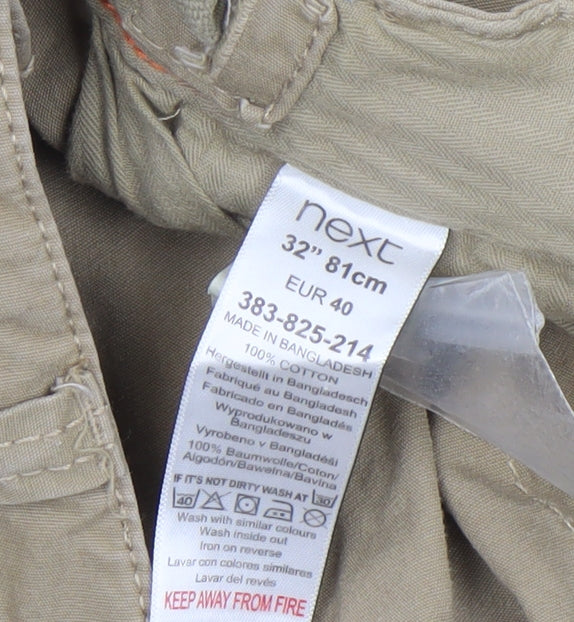 next
32” 81cm
EUR 40
383-825-214
MADE IN BANGLADESH
100% COTTON
Hergestellt in Bangladesch
Fabriqué au Bangladesh
Fabricado en Bangladés
Wyprodukowano w
Bangladeszu
Vyrobeno v Bangladéši
100% Baumwolle/Coton/
Algodón/Bawełna/Bavlna
IF IT'S NOT DIRTY WASH AT 30
40
Wash with similar colours
Wash inside out
Iron on reverse
Lavar con colores similares
Lavar del revés
KEEP AWAY FROM FIRE